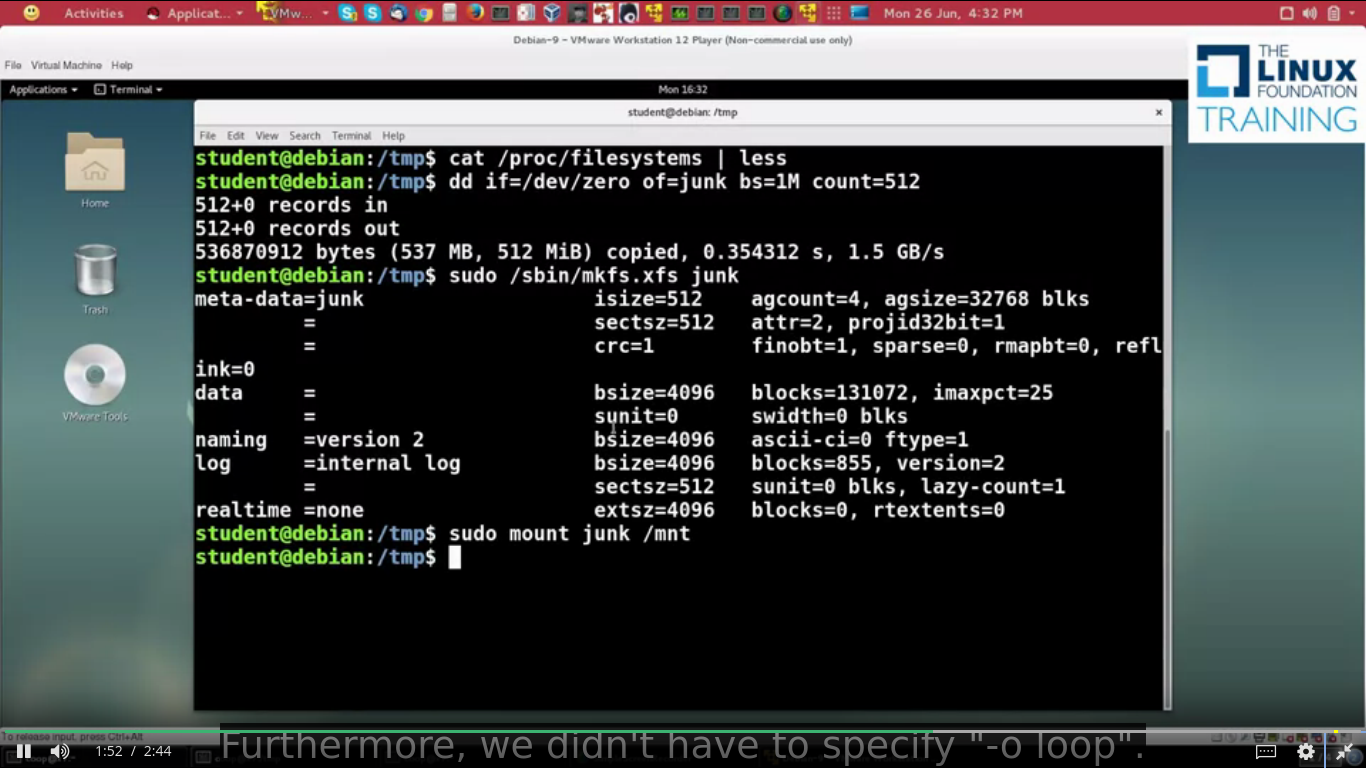 Activities Applicat... VMw... Mon 26 Jun, 4:32 PM
Debian-9 - VMware Workstation 12 Player (Non-commercial use only)
File Virtual Machine Help
THE
LINUX
FOUNDATION
TRAINING
Applications Terminal Mon 16:32
student@debian: /tmp
File Edit View Search Terminal Help
student@debian:/tmp$ cat /proc/filesystems | less
student@debian:/tmp$ dd if=/dev/zero of=junk bs=1M count=512
512+0 records in
512+0 records out
536870912 bytes (537 MB, 512 MiB) copied, 0.354312 s, 1.5 GB/s
student@debian:/tmp$ sudo /sbin/mkfs.xfs junk
meta-data=junk isize=512 agcount=4, agsize=32768 blks
= sectsz=512 attr=2, projid32bit=1
= crc=1 finobt=1, sparse=0, rmapbt=0, refl
ink=0
data = bsize=4096 blocks=131072, imaxpct=25
= sunit=0 swidth=0 blks
naming =version 2 bsize=4096 ascii-ci=0 ftype=1
log =internal log bsize=4096 blocks=855, version=2
= sectsz=512 sunit=0 blks, lazy-count=1
realtime =none extsz=4096 blocks=0, rtextents=0
student@debian:/tmp$ sudo mount junk /mnt
student@debian:/tmp$
Home
Trash
VMware Tools
To release input, press Ctrl+Alt
1:52 / 2:44
Furthermore, we didn't have to specify "-o loop".